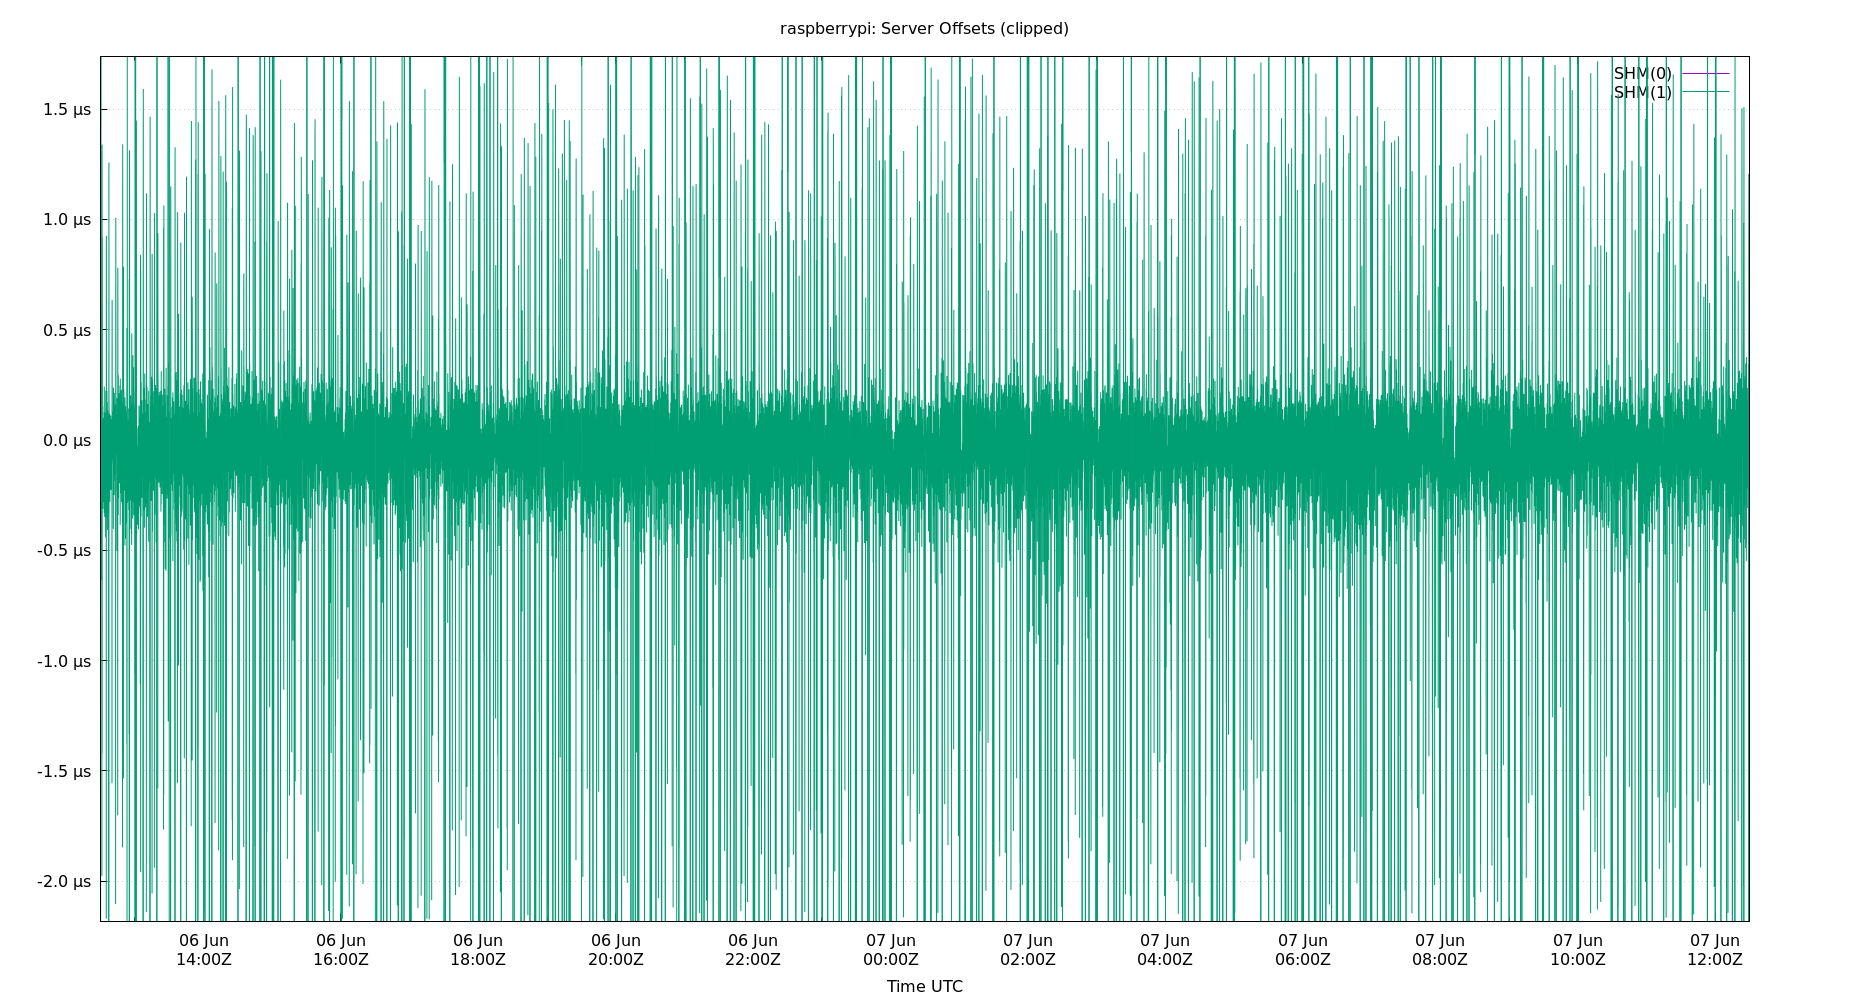 raspberrypi: Server Offsets (clipped)
SHM(0)
SHM(1)
1.5 µs
1.0 µs
0.5 µs
0.0 µs
-0.5 µs
-1.0 µs
-1.5 µs
-2.0 µs
06 Jun 06 Jun 06 Jun 06 Jun 06 Jun 07 Jun 07 Jun 07 Jun 07 Jun 07 Jun 07 Jun 07 Jun
14:00Z 16:00Z 18:00Z 20:00Z 22:00Z 00:00Z 02:00Z 04:00Z 06:00Z 08:00Z 10:00Z 12:00Z
Time UTC